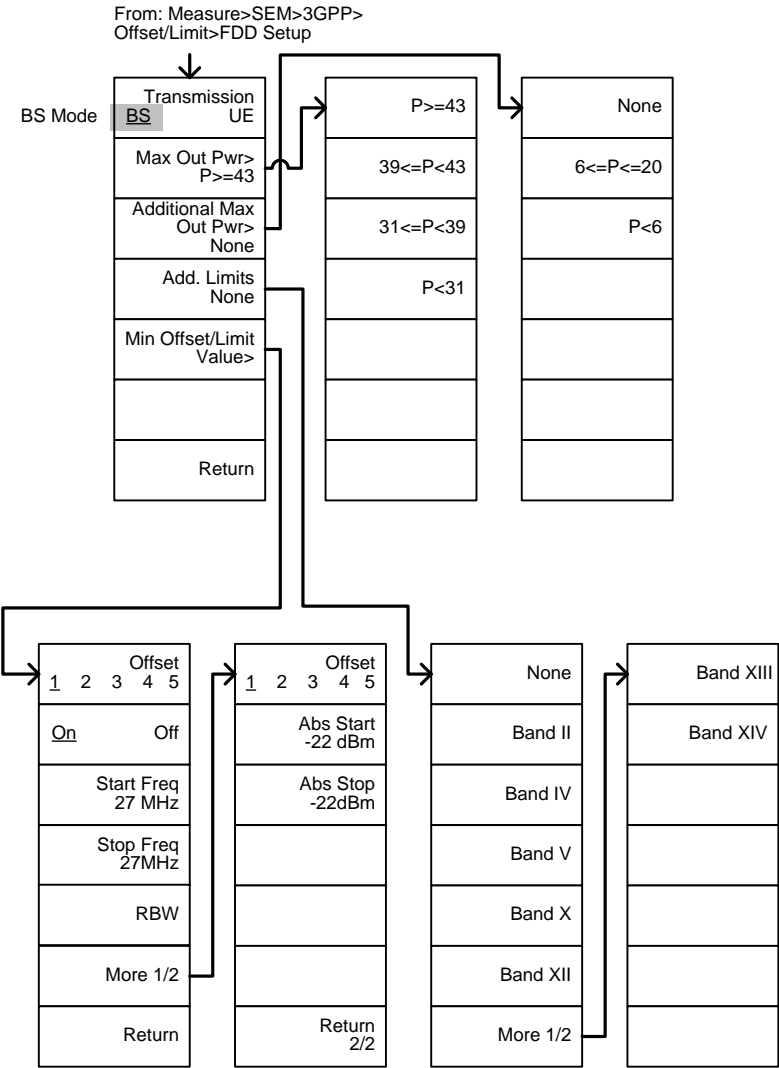 From: Measure>SEM>3GPP>
Offset/Limit>FDD Setup
BS Mode
Transmission
BS UE
Max Out Pwr>
P>=43
Additional Max
Out Pwr>
None
Add. Limits
None
Min Offset/Limit
Value>
Return
P>=43
39<=P<43
31<=P<39
P<31
None
6<=P<=20
P<6
Offset
1 2 3 4 5
On Off
Start Freq
27 MHz
Stop Freq
27MHz
RBW
More 1/2
Return
Offset
1 2 3 4 5
Abs Start
-22 dBm
Abs Stop
-22dBm
Return
2/2
None
Band II
Band IV
Band V
Band X
Band XII
More 1/2
Band XIII
Band XIV